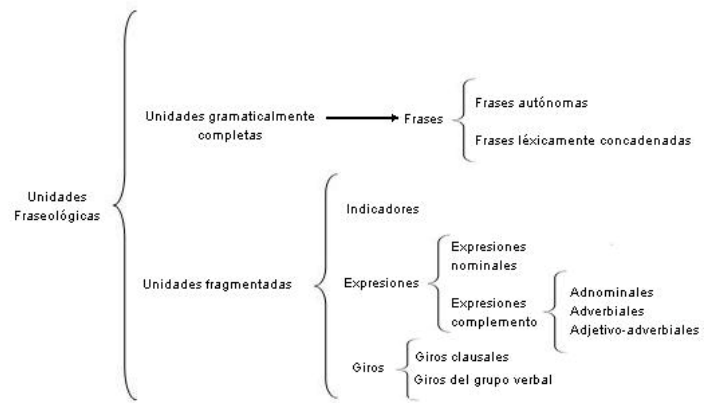 Unidades
Fraseológicas
Unidades gramaticalmente
completas
Frases
Frases autónomas
Frases léxicamente concadenadas
Unidades fragmentadas
Indicadores
Expresiones
Expresiones
nominales
Expresiones
complemento
Adnominales
Adverbiales
Adjetivo-adverbiales
Giros
Giros clausales
Giros del grupo verbal